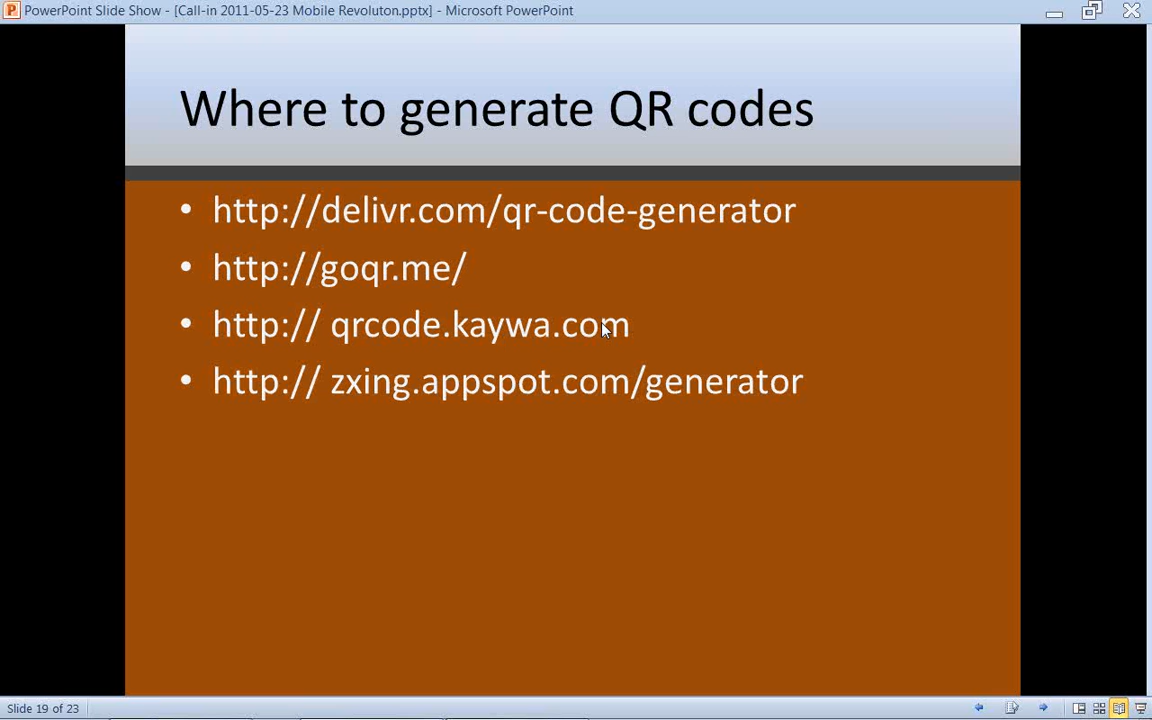 PowerPoint Slide Show - [Call-in 2011-05-23 Mobile Revoluton.pptx] - Microsoft PowerPoint
Where to generate QR codes
• http://delivr.com/qr-code-generator
• http://goqr.me/
• http:// qrcode.kaywa.com
• http:// zxing.appspot.com/generator
Slide 19 of 23